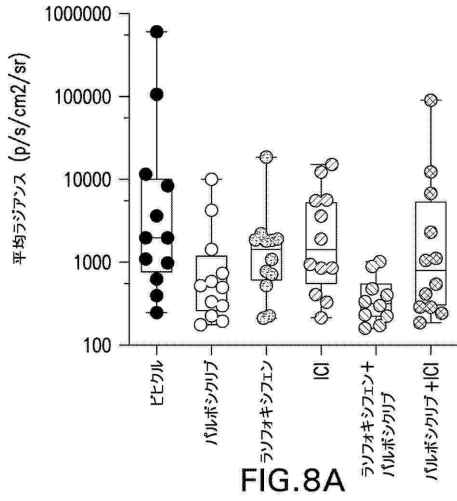 平均ラジアンス (p/s/cm2/sr)
1000000
100000
10000
1000
100
ビヒクル
パルボシクリブ
ラソフォキシフェン
ICI
ラソフォキシフェン+
パルボシクリブ
パルボシクリブ+ICI
FIG.8A